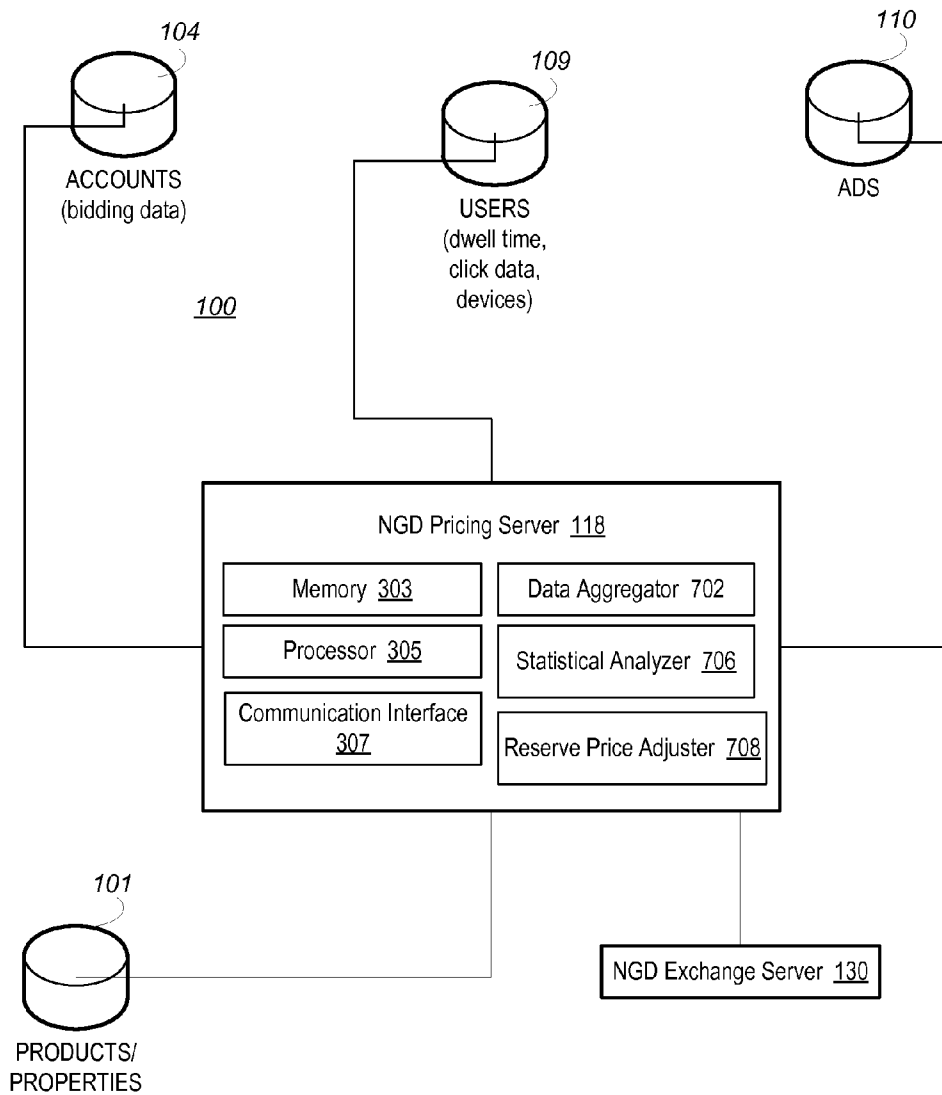 104
ACCOUNTS
(bidding data)
109
USERS
(dwell time,
click data,
devices)
110
ADS
100
NGD Pricing Server 118
Memory 303
Data Aggregator 702
Processor 305
Statistical Analyzer 706
Communication Interface
307
Reserve Price Adjuster 708
101
PRODUCTS/
PROPERTIES
NGD Exchange Server 130